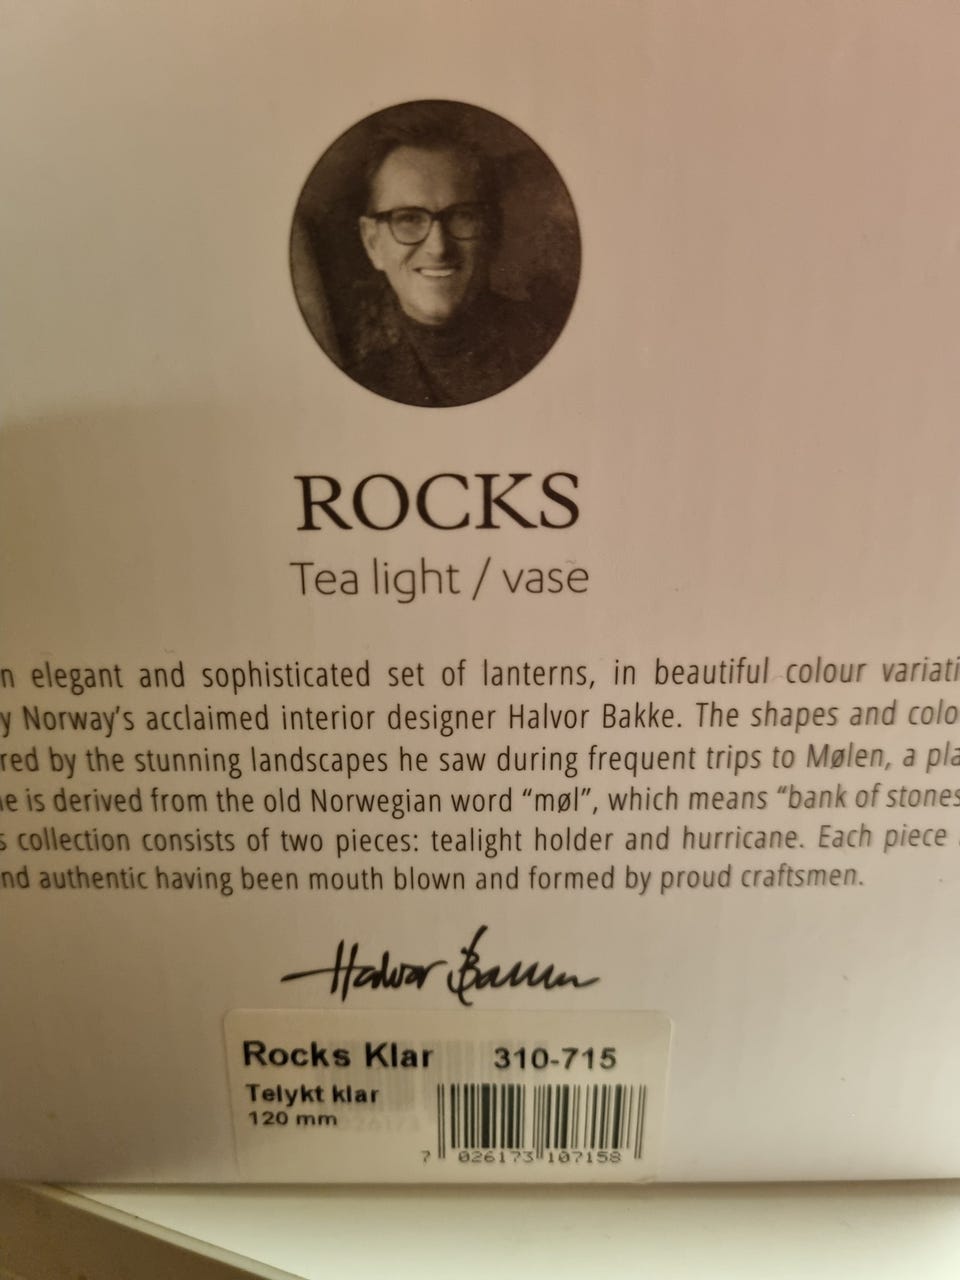 ROCKS
Tea light / vase
n elegant and sophisticated set of lanterns, in beautiful colour variati
y Norway's acclaimed interior designer Halvor Bakke. The shapes and colo
red by the stunning landscapes he saw during frequent trips to Mølen, a pla
e is derived from the old Norwegian word "møl", which means "bank of stones
s collection consists of two pieces: tealight holder and hurricane. Each piece
nd authentic having been mouth blown and formed by proud craftsmen.
Halvor Bakke
Rocks Klar 310-715
Telykt klar
120 mm
7 026173 107158